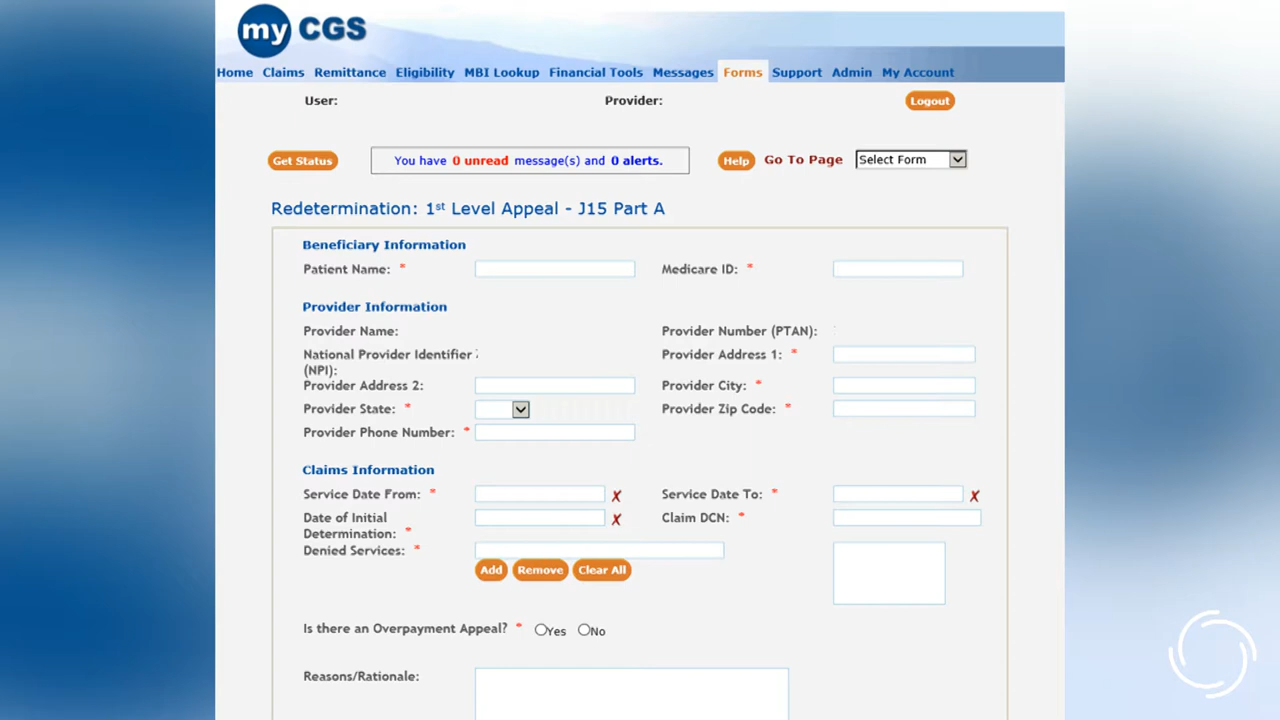 my CGS
Home Claims Remittance Eligibility MBI Lookup Financial Tools Messages Forms Support Admin My Account
User: Provider: Logout
Get Status You have 0 unread message(s) and 0 alerts. Help Go To Page Select Form
Redetermination: 1st Level Appeal - J15 Part A
Beneficiary Information
Patient Name: * Medicare ID: *
Provider Information
Provider Name: Provider Number (PTAN):
National Provider Identifier Provider Address 1: *
(NPI):
Provider Address 2: Provider City: *
Provider State: * Provider Zip Code: *
Provider Phone Number: *
Claims Information
Service Date From: * X Service Date To: * X
Date of Initial X Claim DCN: *
Determination: *
Denied Services: *
Add Remove Clear All
Is there an Overpayment Appeal? * Yes No
Reasons/Rationale: